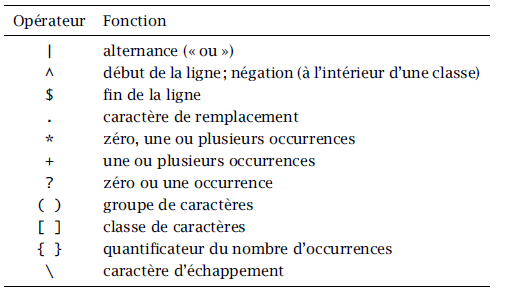 Opérateur Fonction
| alternance (« ou »)
^ début de la ligne ; négation (à l’intérieur d’une classe)
$ fin de la ligne
. caractère de remplacement
* zéro, une ou plusieurs occurrences
+ une ou plusieurs occurrences
? zéro ou une occurrence
( ) groupe de caractères
[ ] classe de caractères
{ } quantificateur du nombre d’occurrences
\ caractère d’échappement